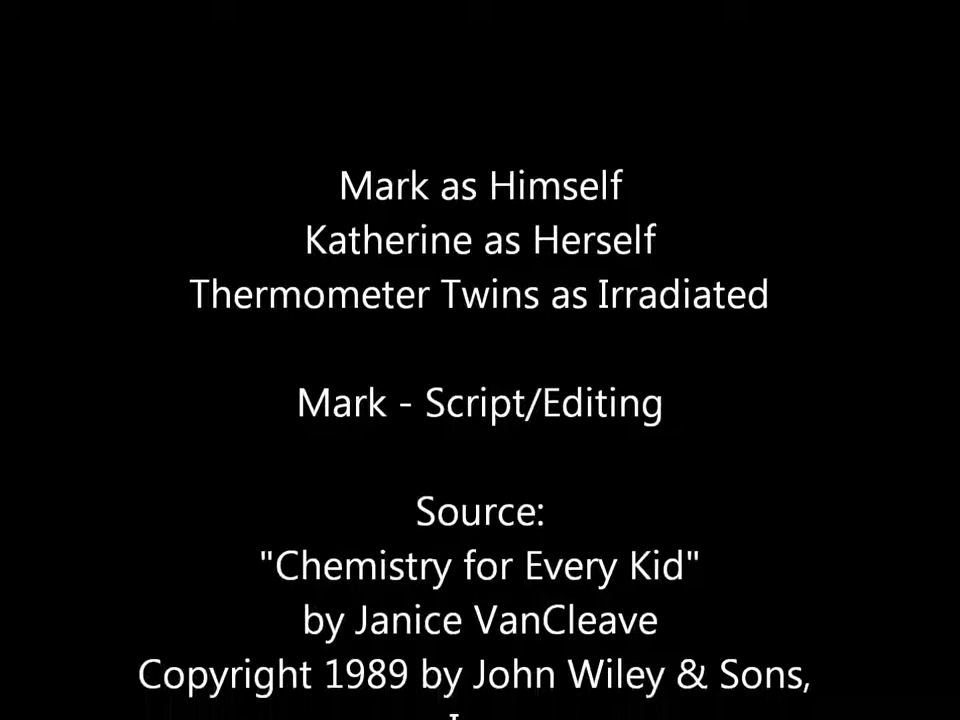 Mark as Himself
Katherine as Herself
Thermometer Twins as Irradiated
Mark - Script/Editing
Source:
"Chemistry for Every Kid"
by Janice VanCleave
Copyright 1989 by John Wiley & Sons,